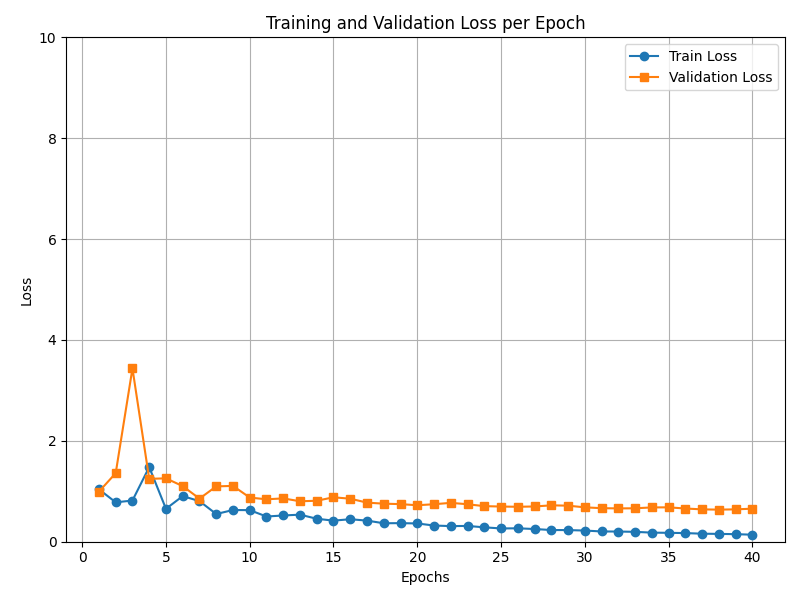 Training and Validation Loss per Epoch
Train Loss
Validation Loss
10
8
6
4
2
0
Loss
0 5 10 15 20 25 30 35 40
Epochs